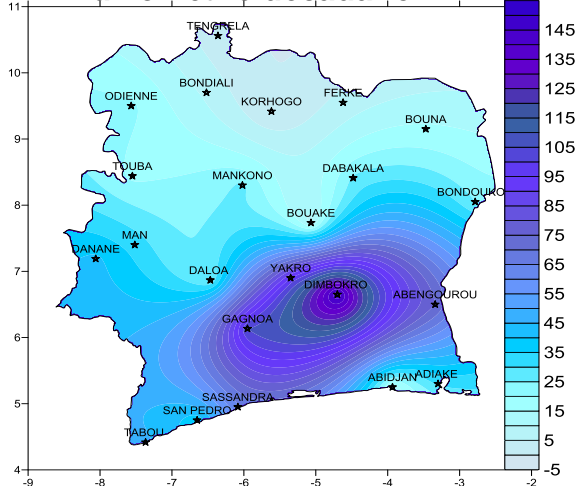 11
TENGRELA
145
135
10
BONDIALI
125
ODIENNE
KORHOGO
FERKE
115
BOUNA
105
9
95
TOUBA
MANKONO
DABAKALA
BONDOUKO
85
8
BOUAKE
75
MAN
DANANE
65
7
DALOA
YAKRO
DIMBOKRO
55
ABENGOUROU
GAGNOA
45
6
35
ABIDJAN
ADIAKE
25
SASSANDRA
15
5
SAN PEDRO
TABOU
5
4
-5
-9
-8
-7
-6
-5
-4
-3
-2